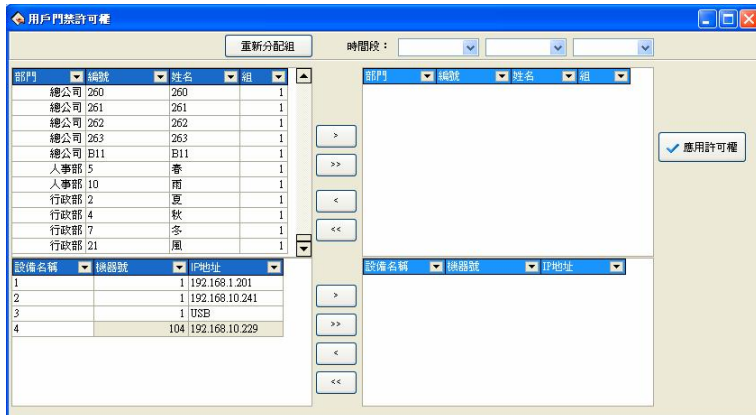 用戶門禁許可權
重新分配組 時間段：
部門 編號 姓名 組 部門 編號 姓名 組
總公司 260 260 1
總公司 261 261 1
總公司 262 262 1
總公司 263 263 1
總公司 B11 B11 1
人事部 5 春 1
人事部 10 雨 1
行政部 2 夏 1
行政部 4 秋 1
行政部 7 冬 1
行政部 21 風 1
>
>>
<
<<
應用許可權
設備名稱 機器號 IP地址 設備名稱 機器號 IP地址
1 1 192.168.1.201
2 1 192.168.10.241
3 1 USB
4 104 192.168.10.229
>
>>
<
<<